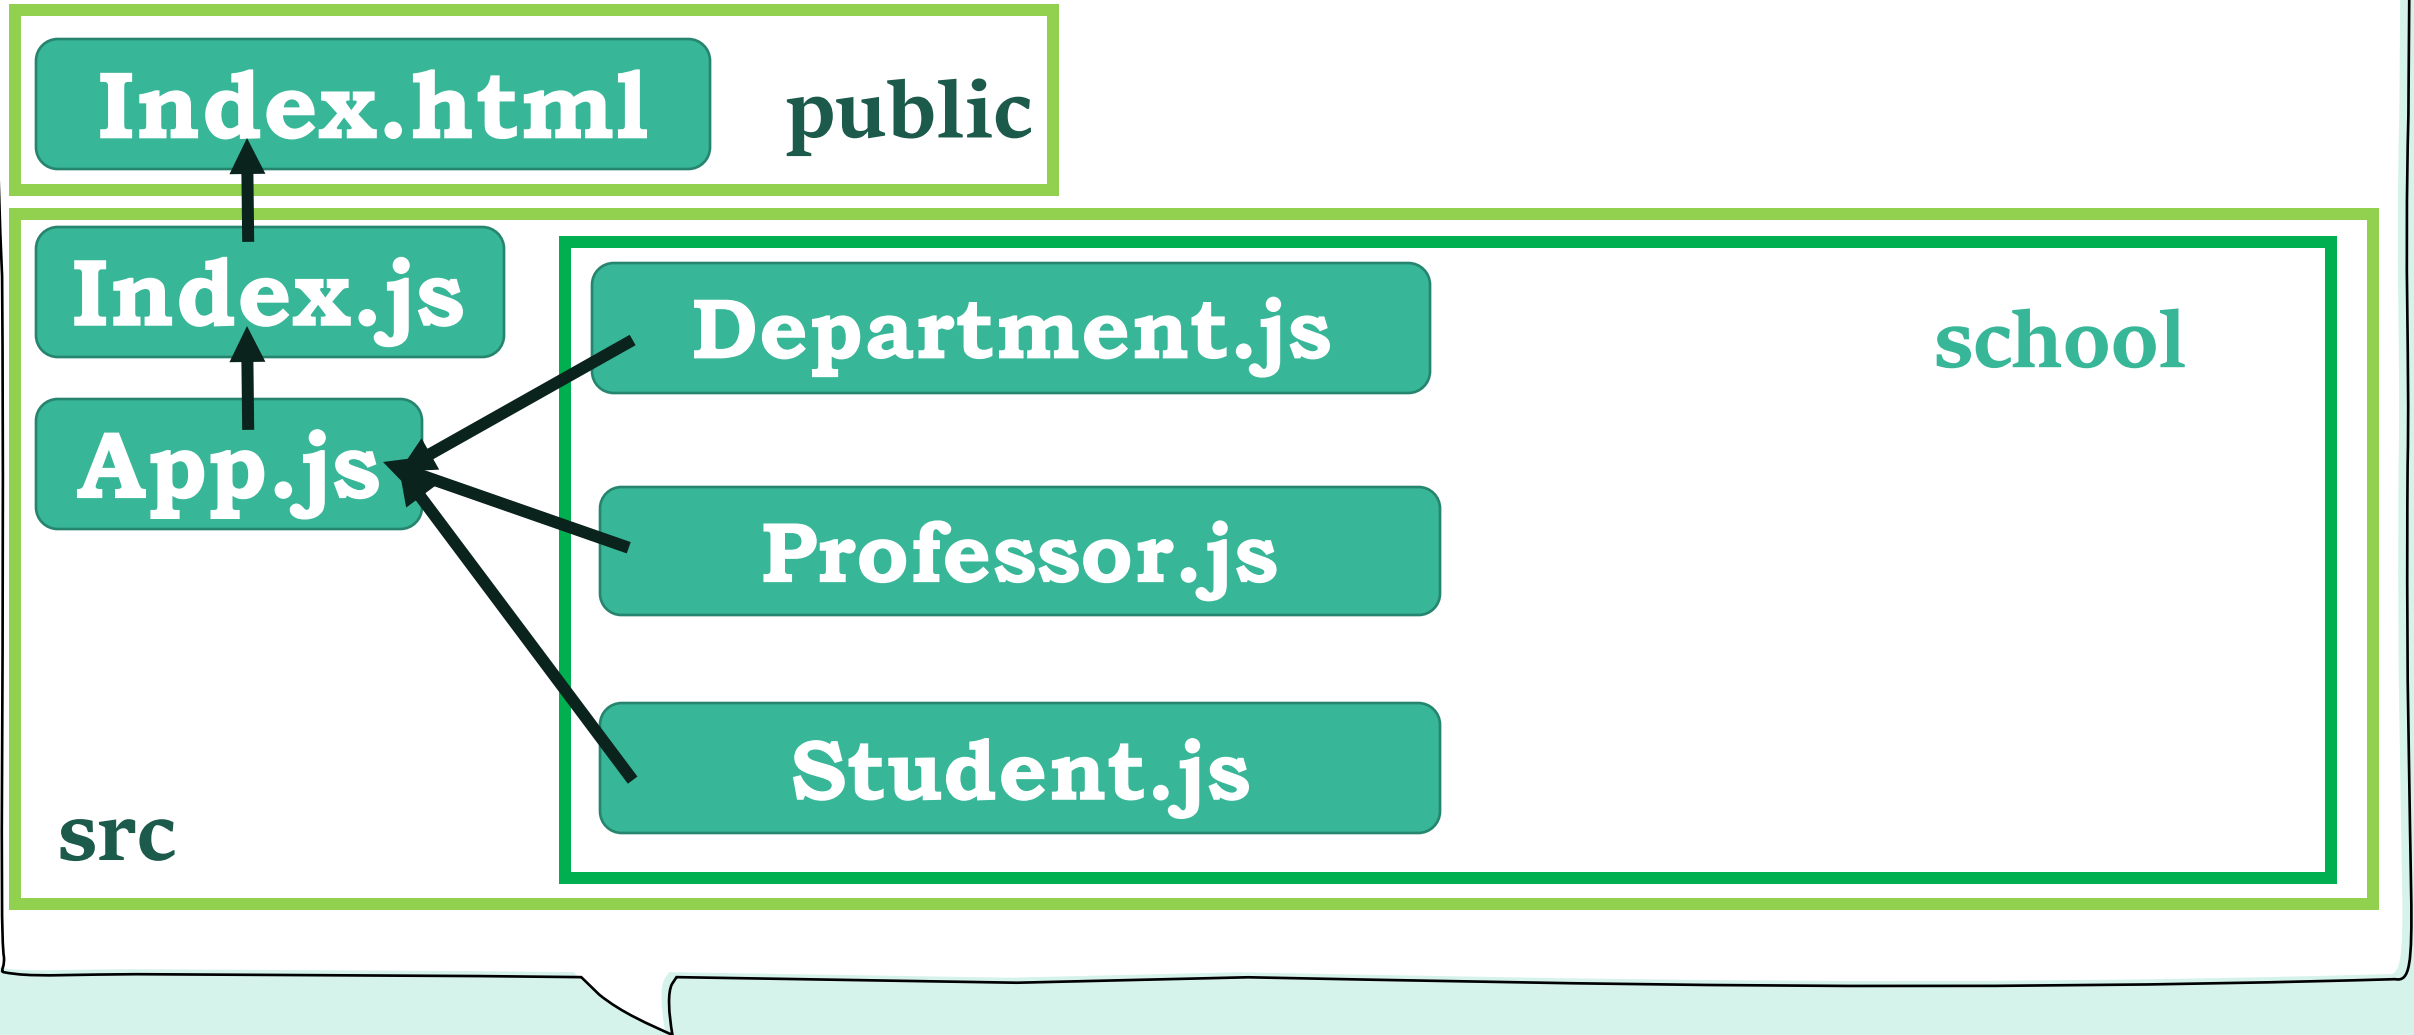 Index.html
public
Index.js
Department.js
school
App.js
Professor.js
Student.js
src